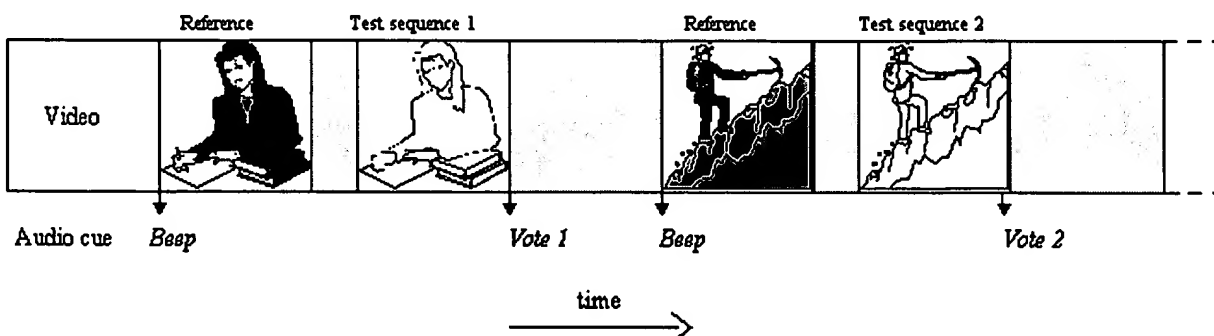 Reference Test sequence 1 Reference Test sequence 2
Video
Audio cue Beep Vote 1 Beep Vote 2
time